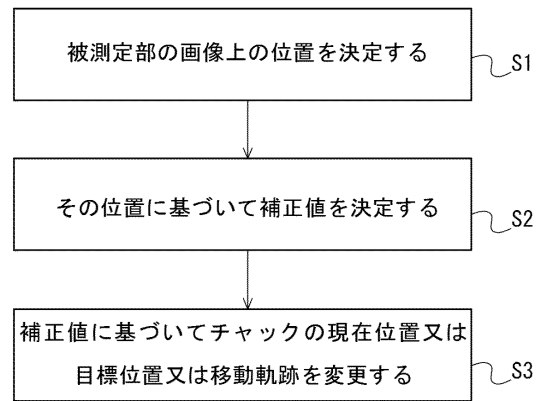 被測定部の画像上の位置を決定する
S1
その位置に基づいて補正値を決定する
S2
補正値に基づいてチャックの現在位置又は
目標位置又は移動軌跡を変更する
S3